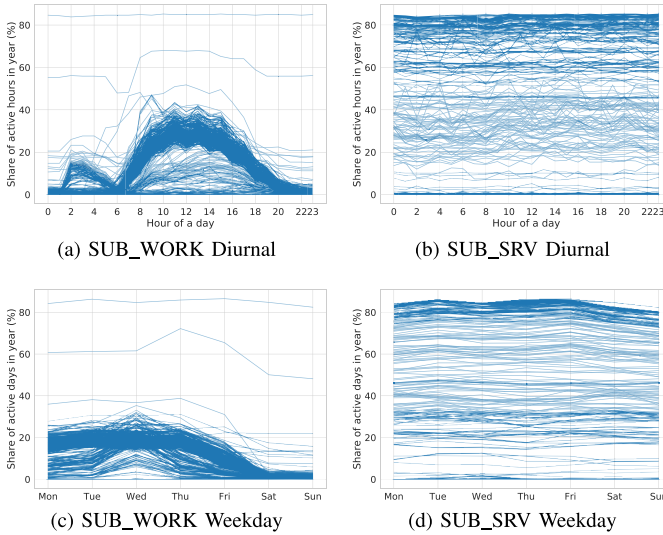 Share of active hours in year (%)
80
60
40
20
0
0 2 4 6 8 10 12 14 16 18 20 2223
Hour of a day
(a) SUB_WORK Diurnal
Share of active hours in year (%)
80
60
40
20
0
0 2 4 6 8 10 12 14 16 18 20 2223
Hour of a day
(b) SUB_SRV Diurnal
Share of active days in year (%)
80
60
40
20
0
Mon Tue Wed Thu Fri Sat Sun
(c) SUB_WORK Weekday
Share of active days in year (%)
80
60
40
20
0
Mon Tue Wed Thu Fri Sat Sun
(d) SUB_SRV Weekday